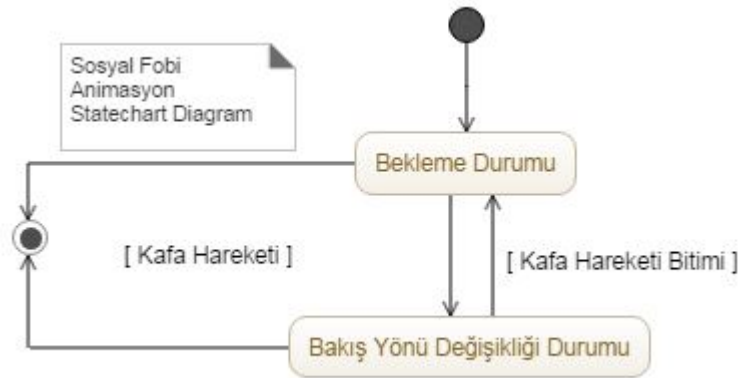 Sosyal Fobi
Animasyon
Statechart Diagram
Bekleme Durumu
[ Kafa Hareketi ]
[ Kafa Hareketi Bitimi ]
Bakış Yönü Değişikliği Durumu